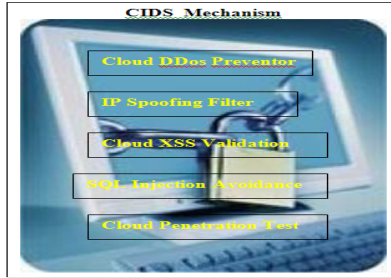 CIDS Mechanism
Cloud DDos Preventor
IP Spoofing Filter
Cloud XSS Validation
SQL Injection Avoidance
Cloud Penetration Test